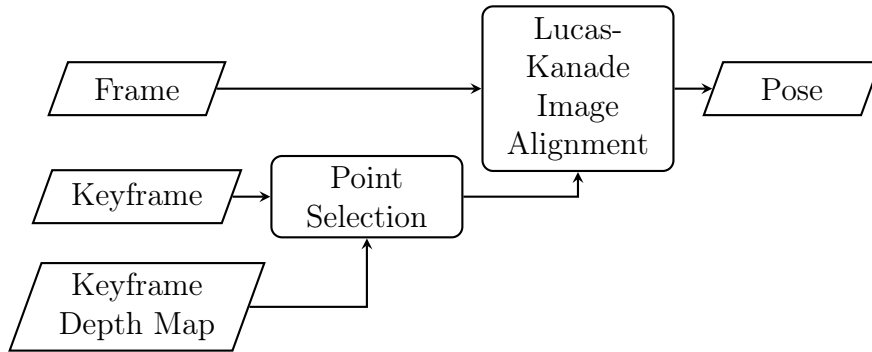 Lucas-
Kanade
Image
Alignment
Frame
Pose
Keyframe
Point
Selection
Keyframe
Depth Map